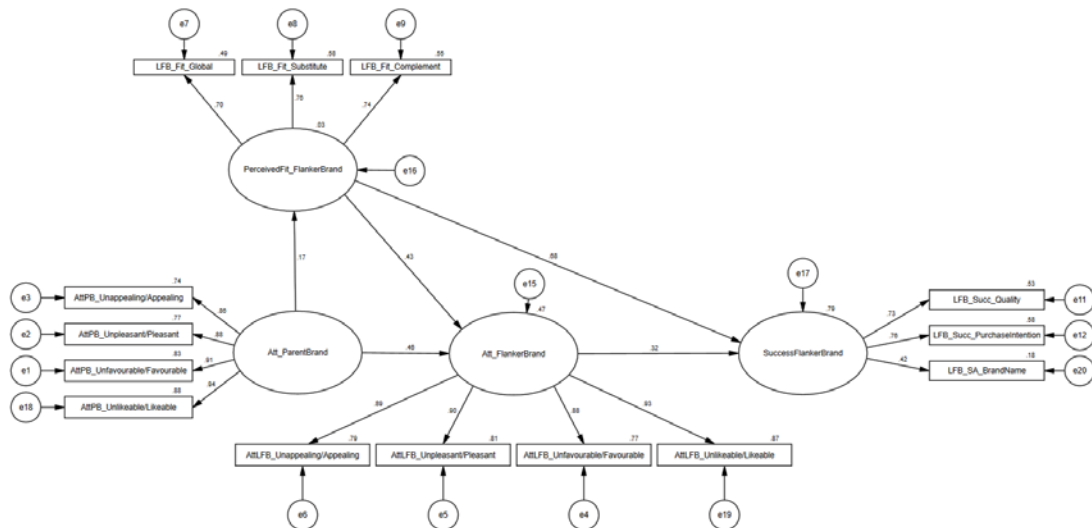 e7
e8
e9
.49
.58
.55
LFB_Fit_Global
LFB_Fit_Substitute
LFB_Fit_Complement
.70
.76
.74
.03
PerceivedFit_FlankerBrand
e16
.17
.43
.68
e15
.47
e17
.79
.74
e3
AttPB_Unappealing/Appealing
.86
.77
e2
AttPB_Unpleasant/Pleasant
.88
.83
e1
AttPB_Unfavourable/Favourable
.91
.88
e18
AttPB_Unlikeable/Likeable
.94
Att_ParentBrand
.46
Att_FlankerBrand
.32
SuccessFlankerBrand
.53
.73
LFB_Succ_Quality
e11
.58
.76
LFB_Succ_PurchaseIntention
e12
.18
.42
LFB_SA_BrandName
e20
.89
.90
.88
.93
.79
.81
.77
.87
AttLFB_Unappealing/Appealing
AttLFB_Unpleasant/Pleasant
AttLFB_Unfavourable/Favourable
AttLFB_Unlikeable/Likeable
e6
e5
e4
e19